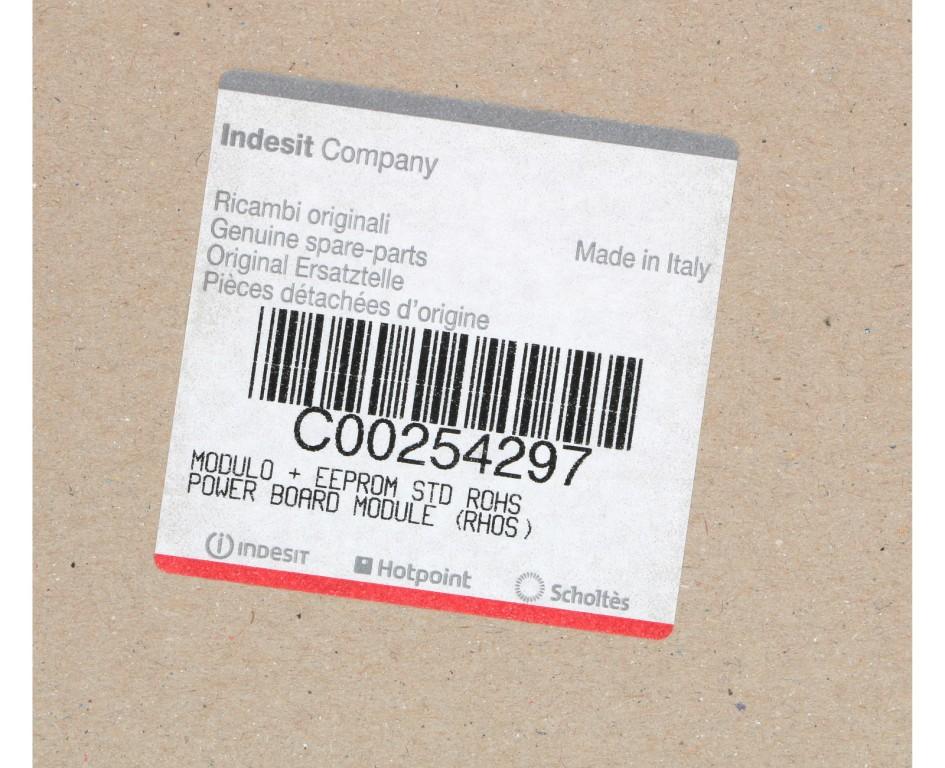 Indesit Company
Ricambi originali
Genuine spare-parts
Original Ersatztelle
Pièces détachées d'origine
Made in Italy
C00254297
MODULO + EEPROM STD ROHS
POWER BOARD MODULE (RHOS)
INDESIT
Hotpoint
Scholtès